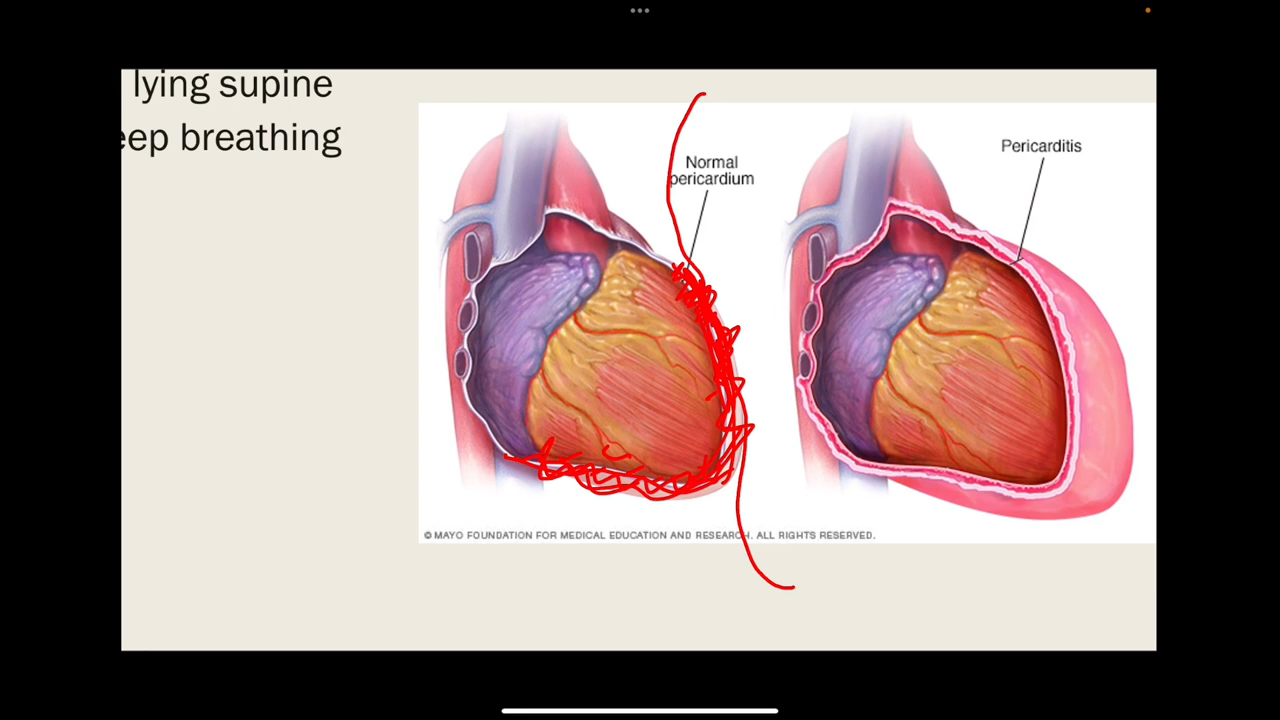 lying supine
eep breathing
Normal
pericardium
Pericarditis
© MAYO FOUNDATION FOR MEDICAL EDUCATION AND RESEARCH. ALL RIGHTS RESERVED.